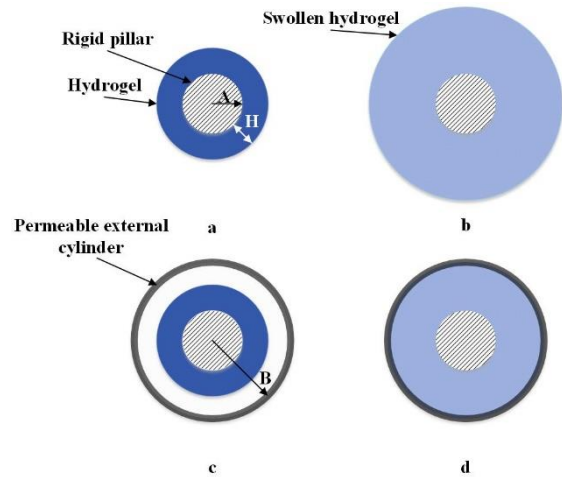 Rigid pillar
Swollen hydrogel
Hydrogel
A
H
a
b
Permeable external
cylinder
B
c
d